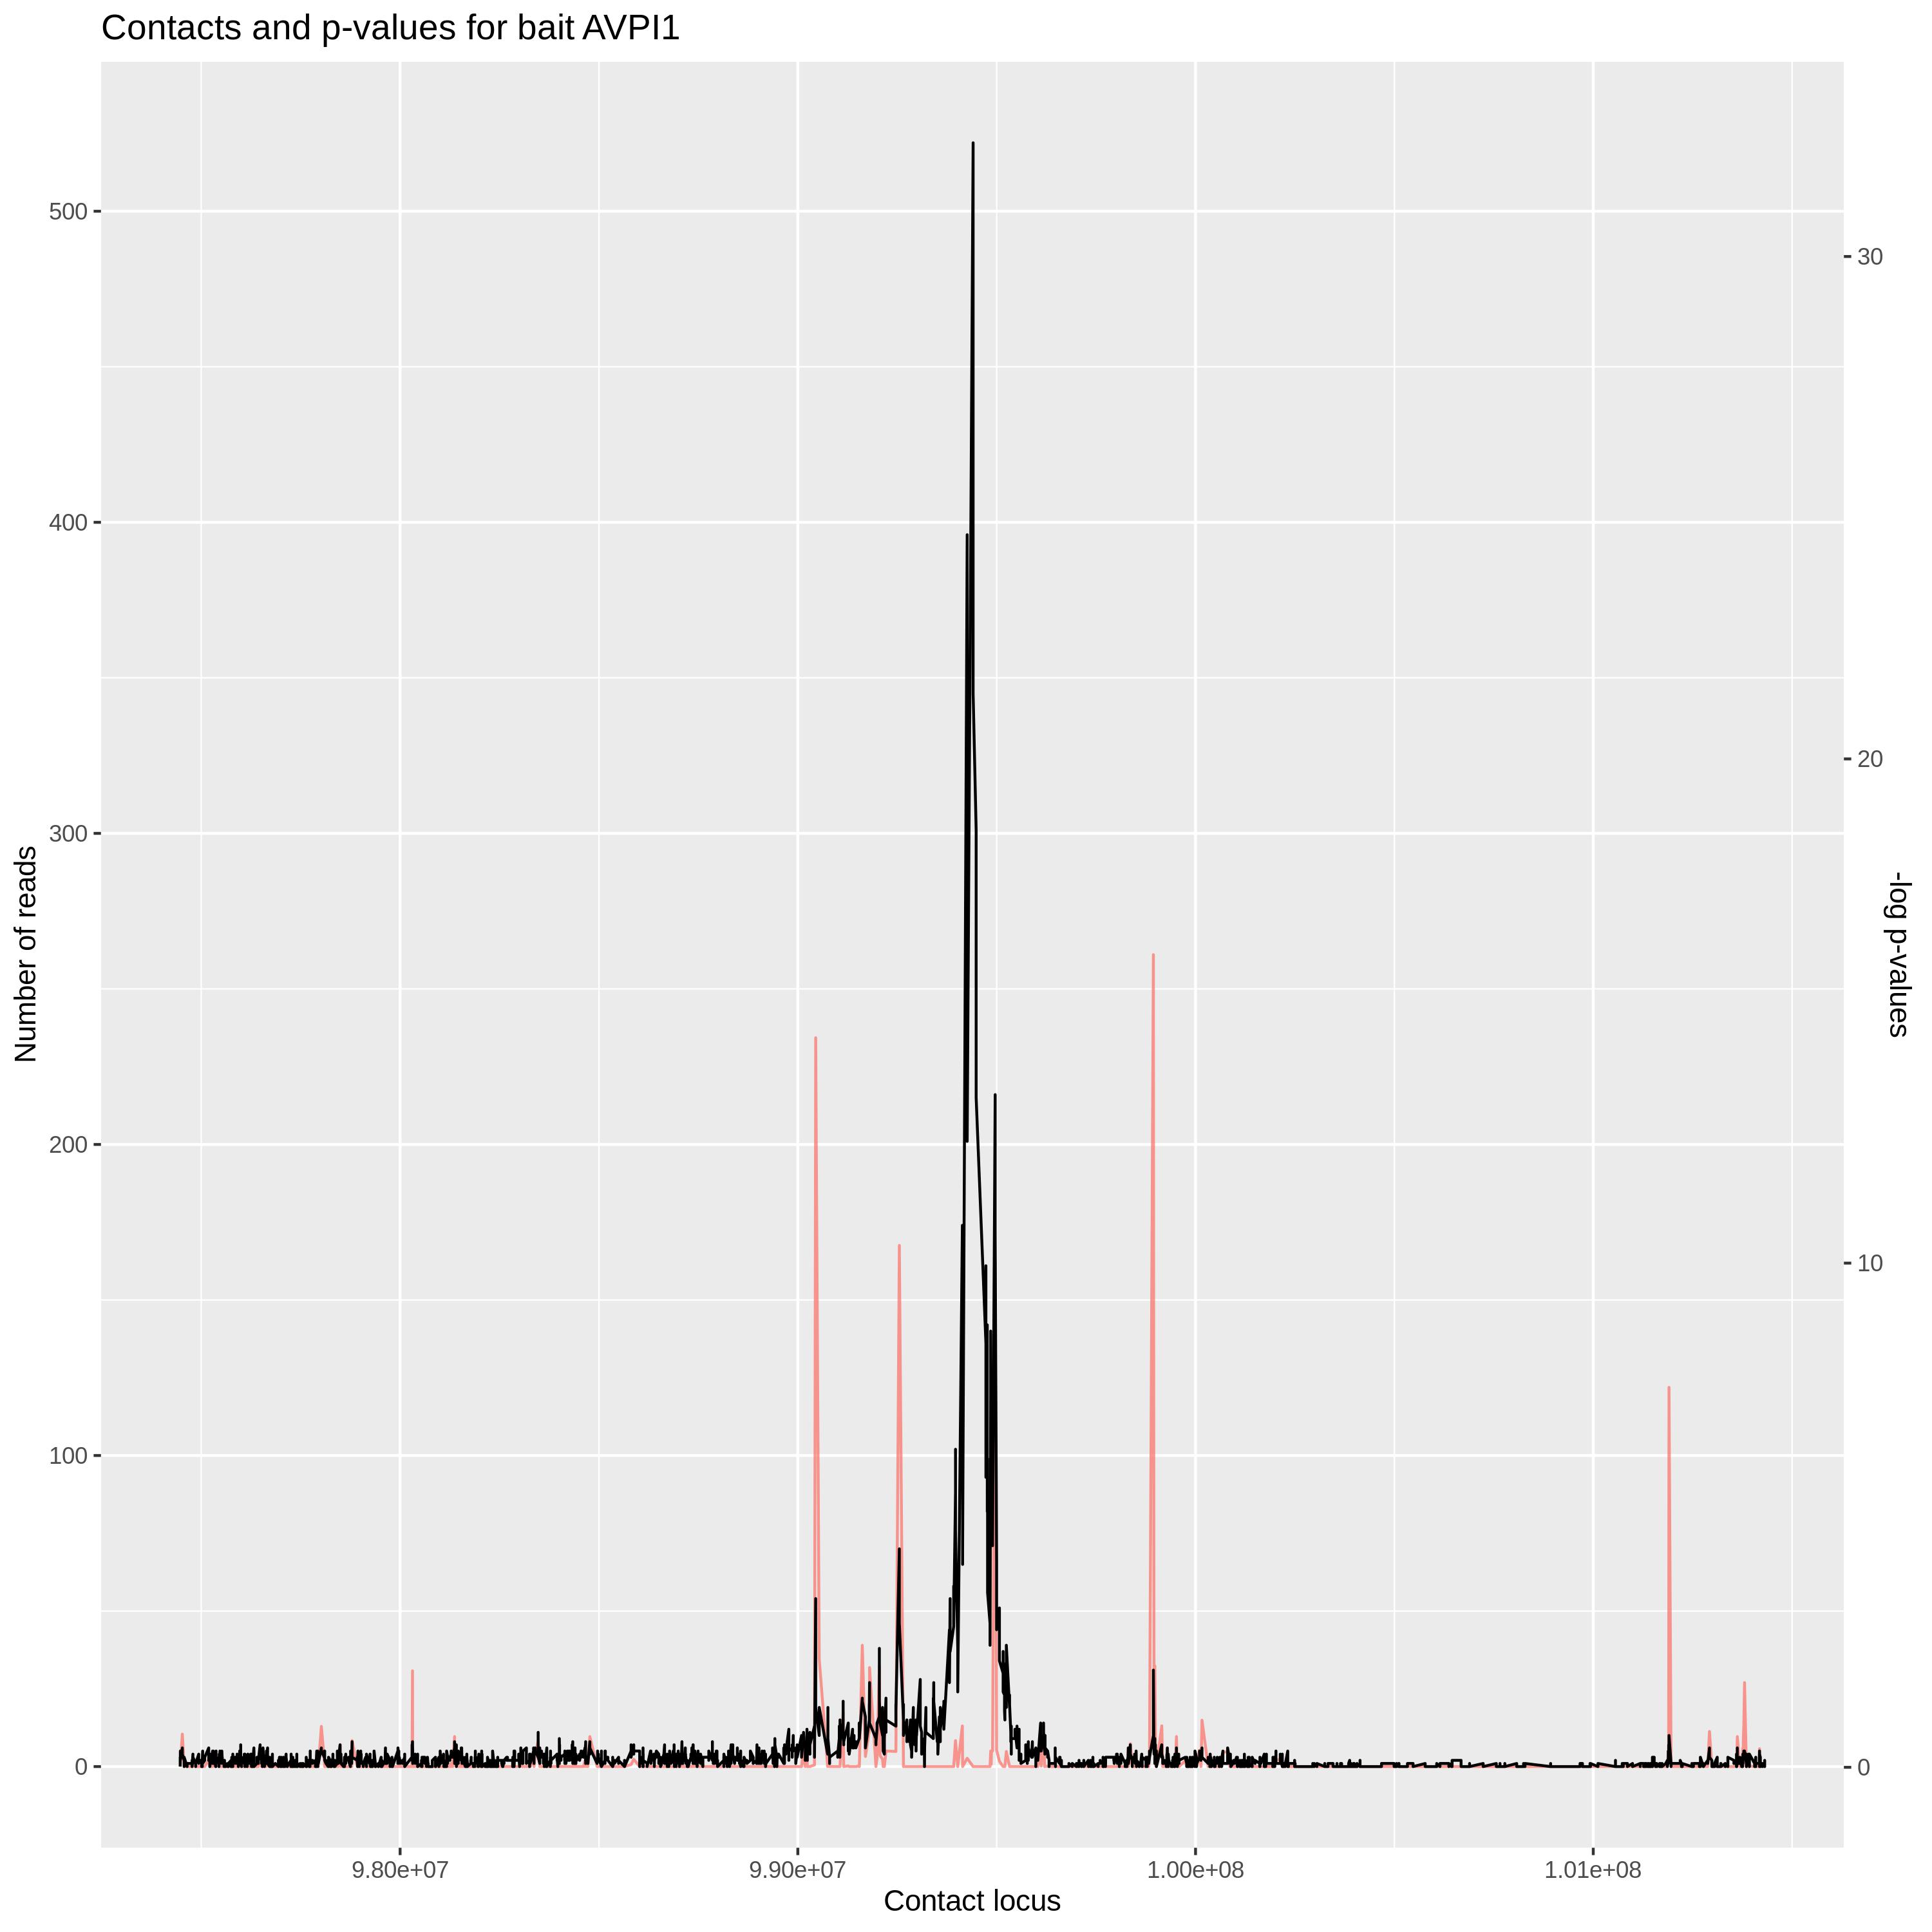 Contacts and p-values for bait AVPI1
500
400
300
200
100
0
Number of reads
30
20
10
0
-log p-values
9.80e+07
9.90e+07
1.00e+08
1.01e+08
Contact locus